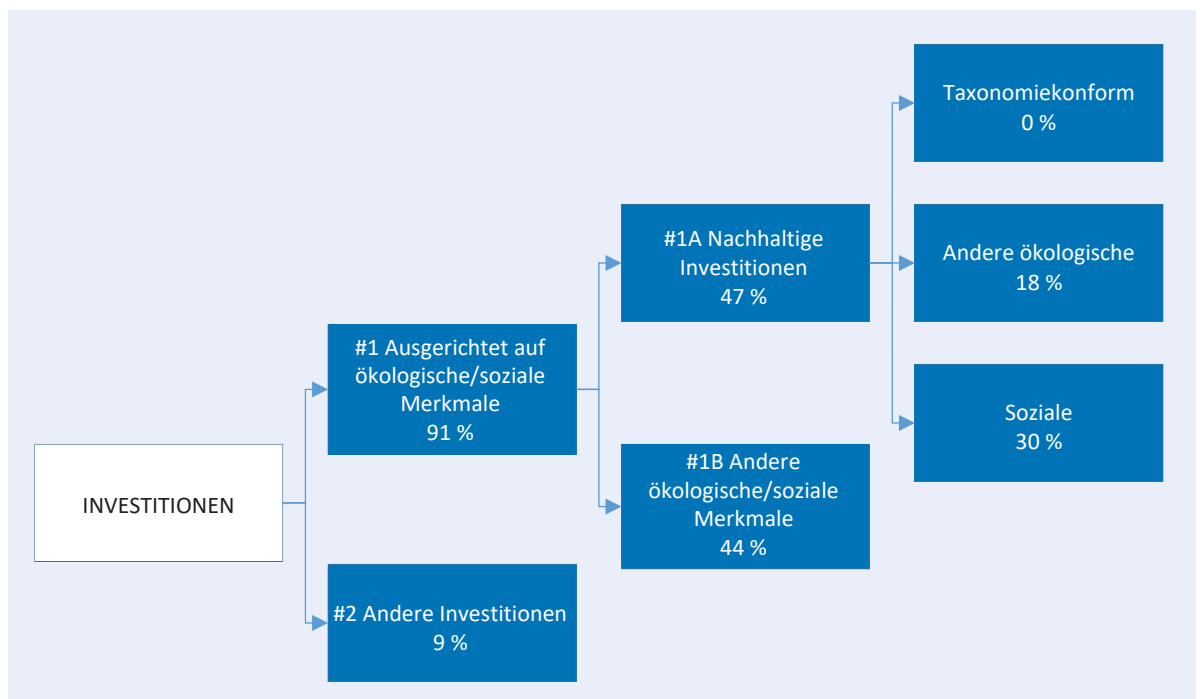 INVESTITIONEN
#1 Ausgerichtet auf
ökologische/soziale
Merkmale
91 %
#2 Andere Investitionen
9 %
#1A Nachhaltige
Investitionen
47 %
#1B Andere
ökologische/soziale
Merkmale
44 %
Taxonomiekonform
0 %
Andere ökologische
18 %
Soziale
30 %